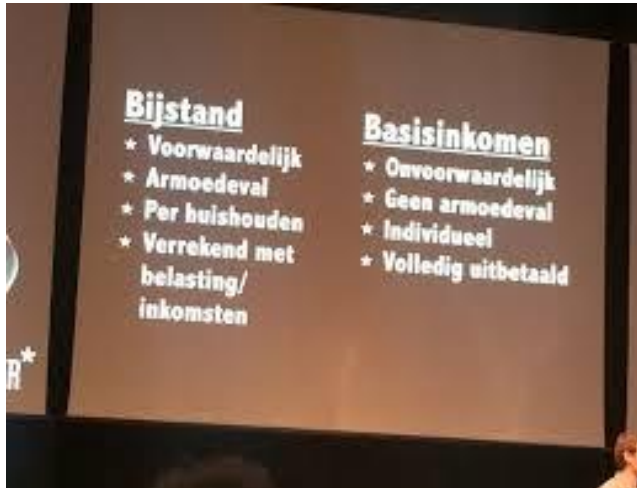 Bijstand
* Voorwaardelijk
* Armoedeval
* Per huishouden
* Verrekend met
belasting/
inkomsten
Basisinkomen
* Onvoorwaardelijk
* Geen armoedeval
* Individueel
* Volledig uitbetaald
R*